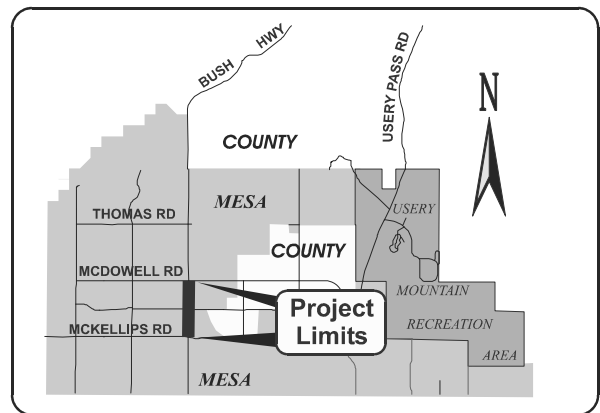 BUSH HWY
USERY PASS RD
N
COUNTY
MESA
USERY
THOMAS RD
COUNTY
MCDOWELL RD
MOUNTAIN
Project
Limits
RECREATION
MCKELLIPS RD
AREA
MESA